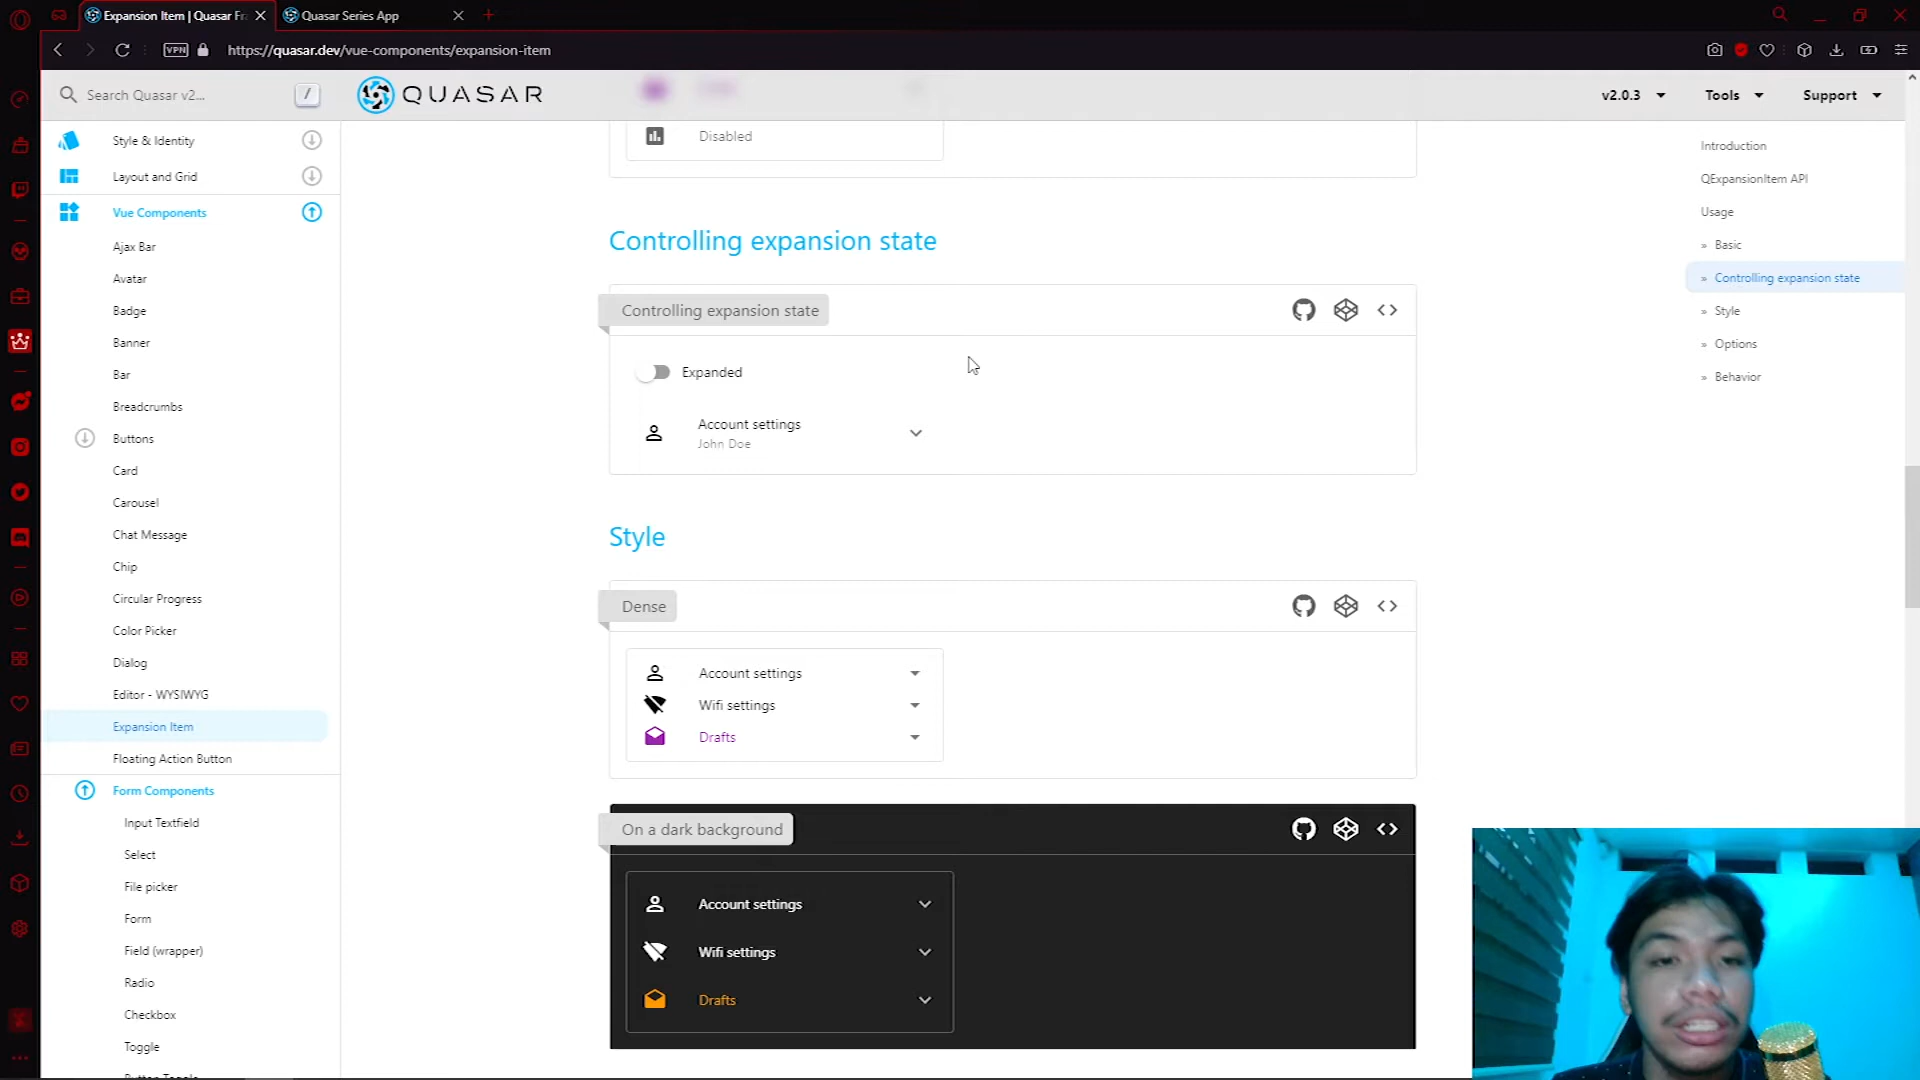 Expansion Item | Quasar Fr
Quasar Series App
VPN
https://quasar.dev/vue-components/expansion-item
Search Quasar v2...
/
QUASAR
v2.0.3
Tools
Support
Style & Identity
Layout and Grid
Vue Components
Ajax Bar
Avatar
Badge
Banner
Bar
Breadcrumbs
Buttons
Card
Carousel
Chat Message
Chip
Circular Progress
Color Picker
Dialog
Editor - WYSIWYG
Expansion Item
Floating Action Button
Form Components
Input Textfield
Select
File picker
Form
Field (wrapper)
Radio
Checkbox
Toggle
Disabled
Controlling expansion state
Controlling expansion state
Expanded
Account settings
John Doe
Style
Dense
Account settings
Wifi settings
Drafts
On a dark background
Account settings
Wifi settings
Drafts
Introduction
QExpansionItem API
Usage
» Basic
» Controlling expansion state
» Style
» Options
» Behavior